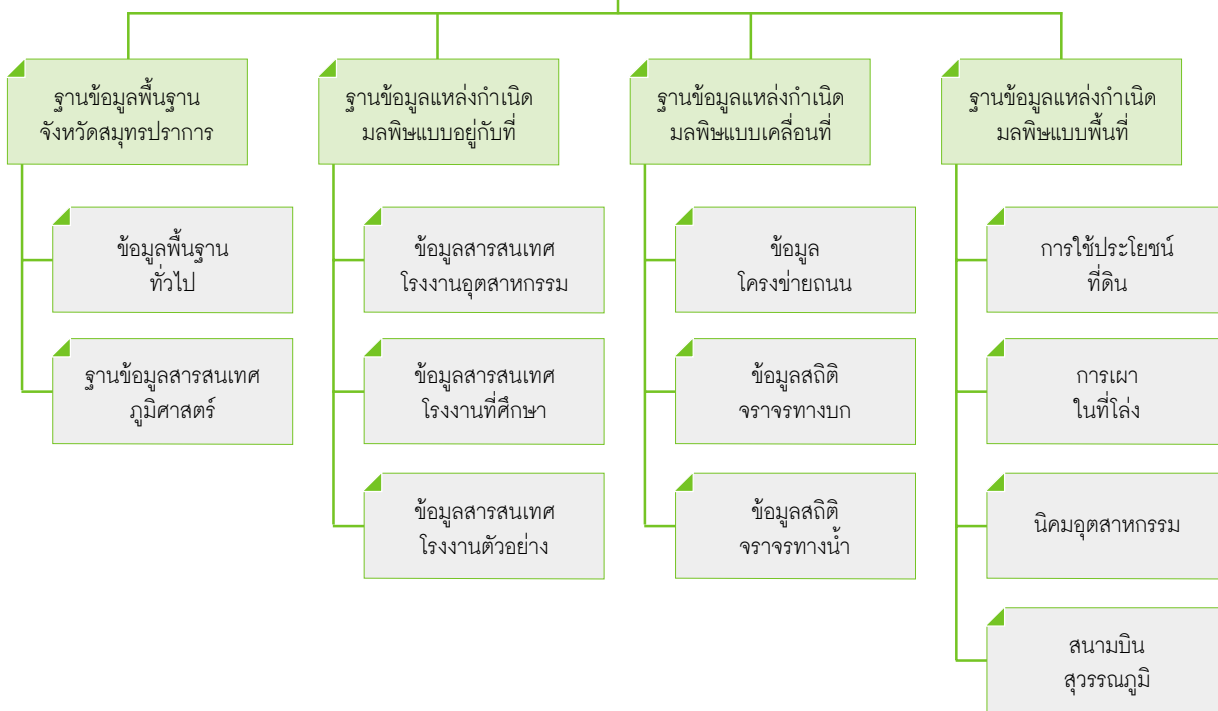 ฐานข้อมูลพื้นฐาน
จังหวัดสมุทรปราการ
ข้อมูลพื้นฐาน
ทั่วไป
ฐานข้อมูลสารสนเทศ
ภูมิศาสตร์
ฐานข้อมูลแหล่งกำเนิด
มลพิษแบบอยู่กับที่
ข้อมูลสารสนเทศ
โรงงานอุตสาหกรรม
ข้อมูลสารสนเทศ
โรงงานที่ศึกษา
ข้อมูลสารสนเทศ
โรงงานตัวอย่าง
ฐานข้อมูลแหล่งกำเนิด
มลพิษแบบเคลื่อนที่
ข้อมูล
โครงข่ายถนน
ข้อมูลสถิติ
จราจรทางบก
ข้อมูลสถิติ
จราจรทางน้ำ
ฐานข้อมูลแหล่งกำเนิด
มลพิษแบบพื้นที่
การใช้ประโยชน์
ที่ดิน
การเผา
ในที่โล่ง
นิคมอุตสาหกรรม
สนามบิน
สุวรรณภูมิ